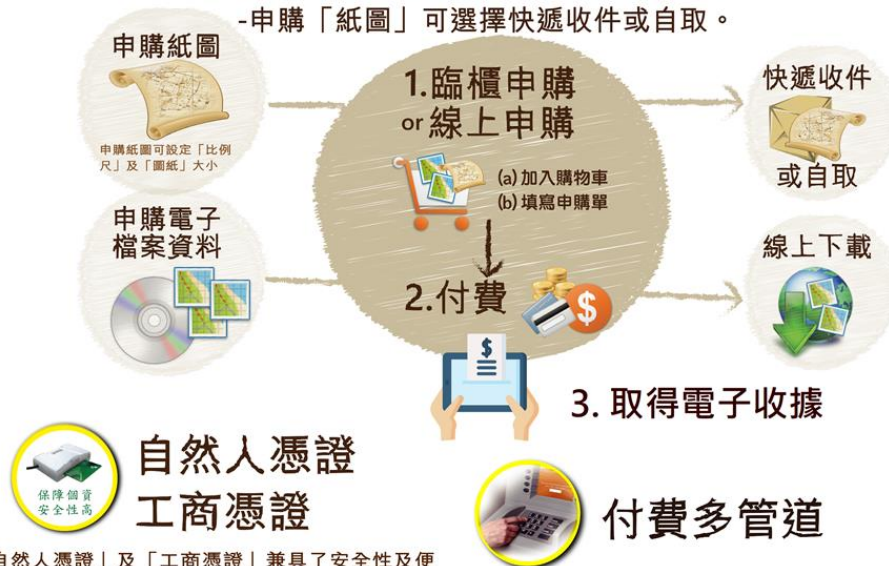 -申購「紙圖」可選擇快遞收件或自取。
申購紙圖
申購紙圖可設定「比例
尺」及「圖紙」大小
1.臨櫃申購
or線上申購
(a)加入購物車
(b)填寫申購單
快遞收件
或自取
申購電子
檔案資料
2.付費
線上下載
3.取得電子收據
保障個資
安全性高
自然人憑證
工商憑證
付費多管道
自然人憑證」及「工商憑證」兼具了安全性及便